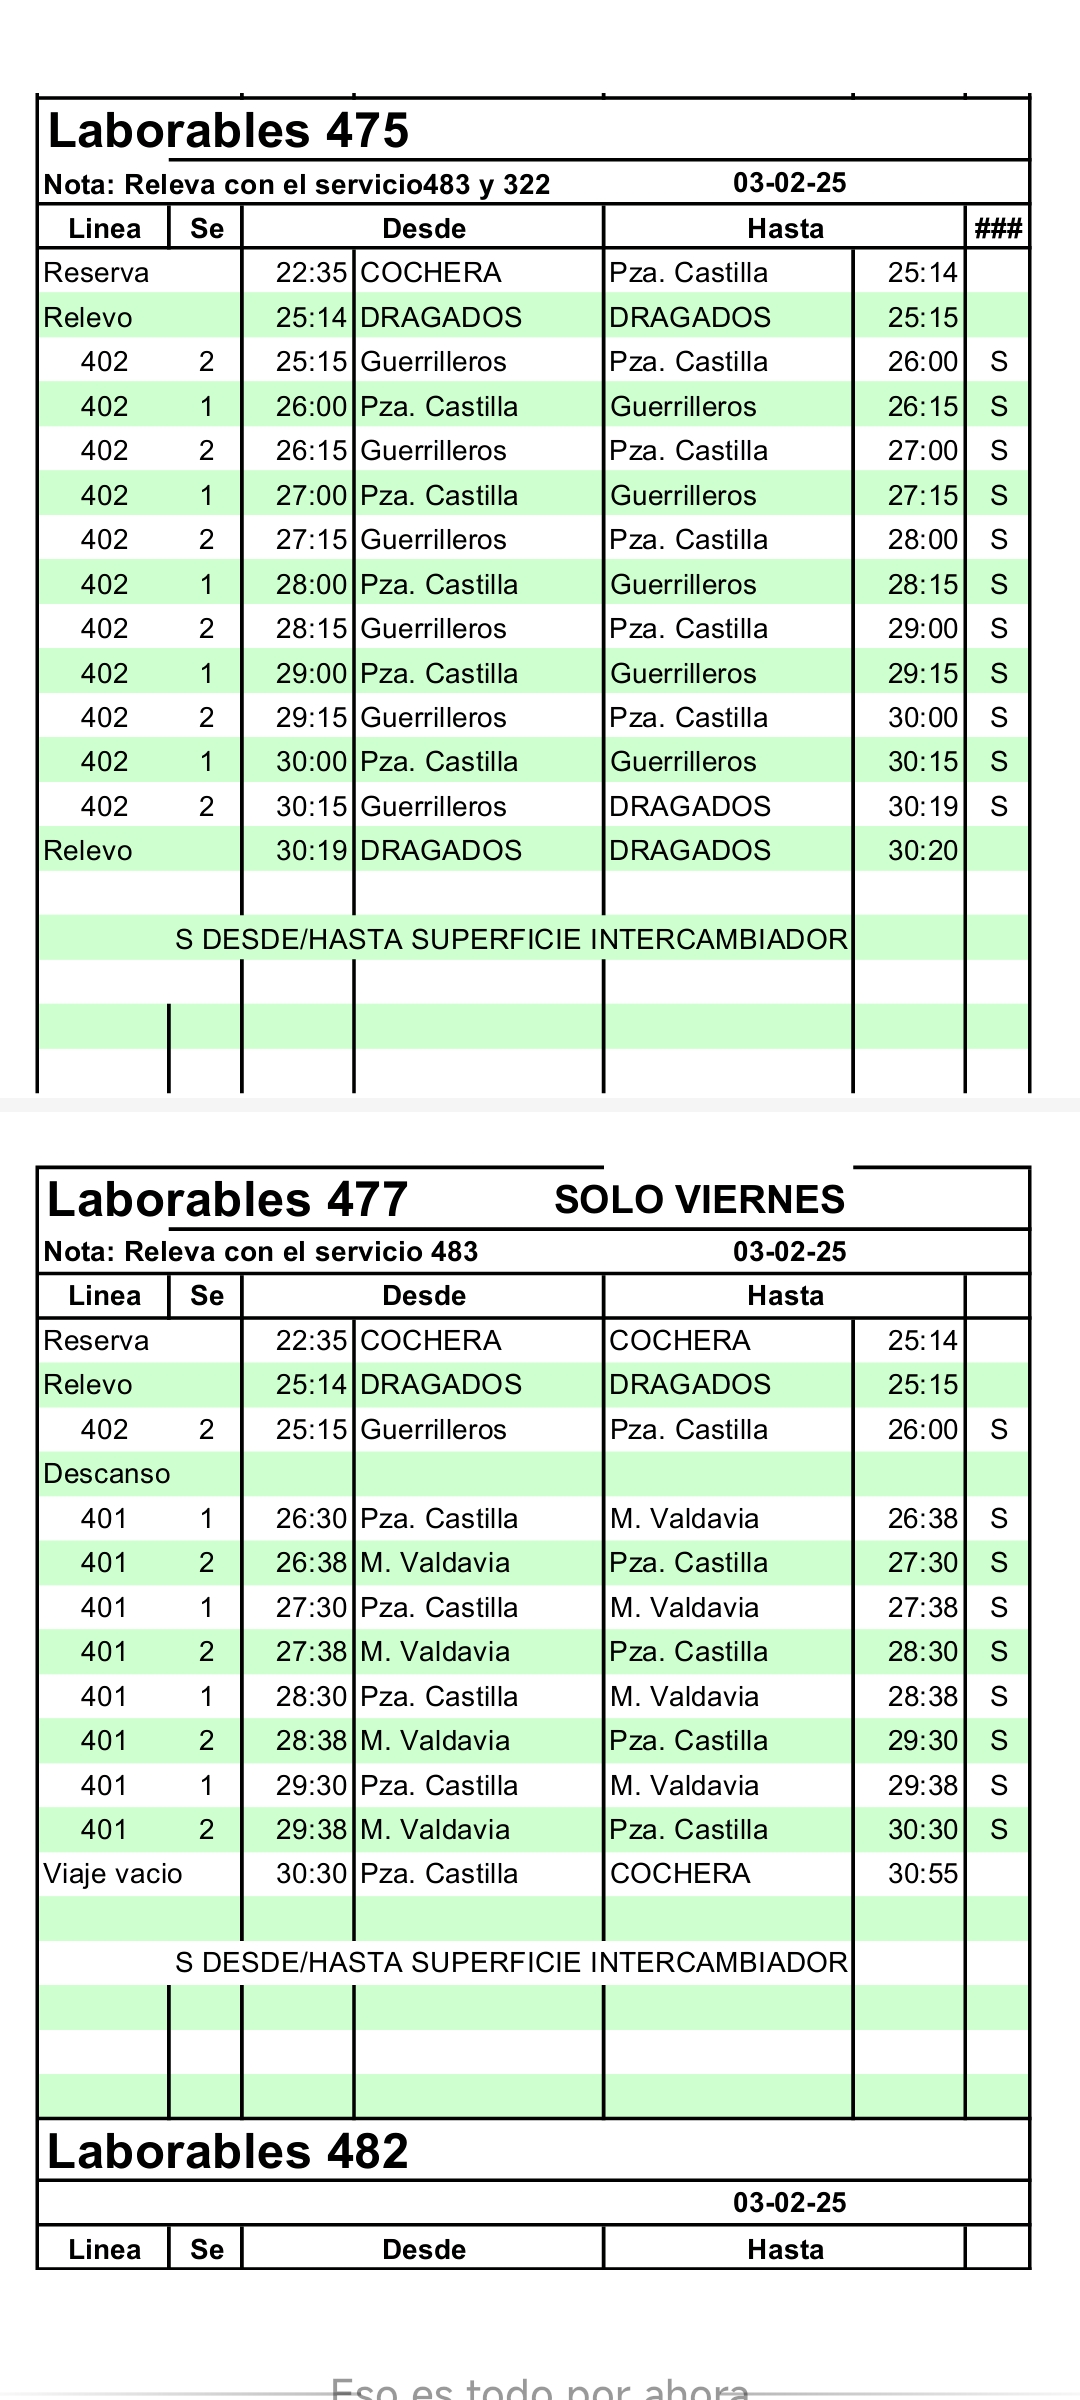 Laborables 475
Nota: Releva con el servicio483 y 322 03-02-25
Linea Se Desde Hasta ###
Reserva 22:35 COCHERA Pza. Castilla 25:14
Relevo 25:14 DRAGADOS DRAGADOS 25:15
402 2 25:15 Guerrilleros Pza. Castilla 26:00 S
402 1 26:00 Pza. Castilla Guerrilleros 26:15 S
402 2 26:15 Guerrilleros Pza. Castilla 27:00 S
402 1 27:00 Pza. Castilla Guerrilleros 27:15 S
402 2 27:15 Guerrilleros Pza. Castilla 28:00 S
402 1 28:00 Pza. Castilla Guerrilleros 28:15 S
402 2 28:15 Guerrilleros Pza. Castilla 29:00 S
402 1 29:00 Pza. Castilla Guerrilleros 29:15 S
402 2 29:15 Guerrilleros Pza. Castilla 30:00 S
402 1 30:00 Pza. Castilla Guerrilleros 30:15 S
402 2 30:15 Guerrilleros DRAGADOS 30:19 S
Relevo 30:19 DRAGADOS DRAGADOS 30:20
S DESDE/HASTA SUPERFICIE INTERCAMBIADOR
Laborables 477 SOLO VIERNES
Nota: Releva con el servicio 483 03-02-25
Linea Se Desde Hasta
Reserva 22:35 COCHERA COCHERA 25:14
Relevo 25:14 DRAGADOS DRAGADOS 25:15
402 2 25:15 Guerrilleros Pza. Castilla 26:00 S
Descanso
401 1 26:30 Pza. Castilla M. Valdavia 26:38 S
401 2 26:38 M. Valdavia Pza. Castilla 27:30 S
401 1 27:30 Pza. Castilla M. Valdavia 27:38 S
401 2 27:38 M. Valdavia Pza. Castilla 28:30 S
401 1 28:30 Pza. Castilla M. Valdavia 28:38 S
401 2 28:38 M. Valdavia Pza. Castilla 29:30 S
401 1 29:30 Pza. Castilla M. Valdavia 29:38 S
401 2 29:38 M. Valdavia Pza. Castilla 30:30 S
Viaje vacio 30:30 Pza. Castilla COCHERA 30:55
S DESDE/HASTA SUPERFICIE INTERCAMBIADOR
Laborables 482
03-02-25
Linea Se Desde Hasta
Eso es todo por ahora